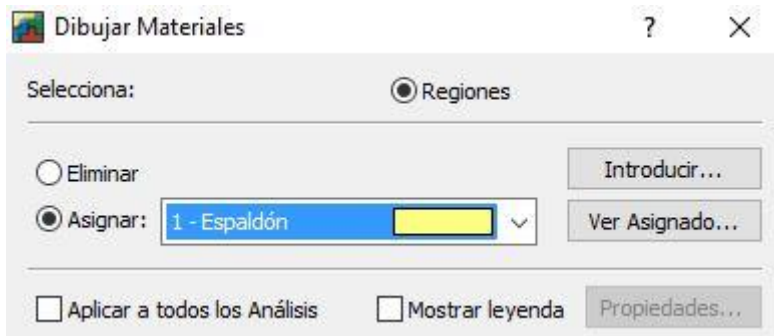 Dibujar Materiales ? ×
Selecciona: Regiones
Eliminar Introducir...
Asignar: 1 - Espaldón Ver Asignado...
Aplicar a todos los Análisis Mostrar leyenda Propiedades...